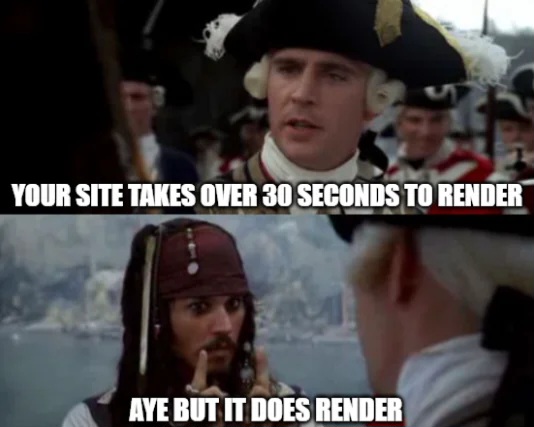 YOUR SITE TAKES OVER 30 SECONDS TO RENDER
AYE BUT IT DOES RENDER